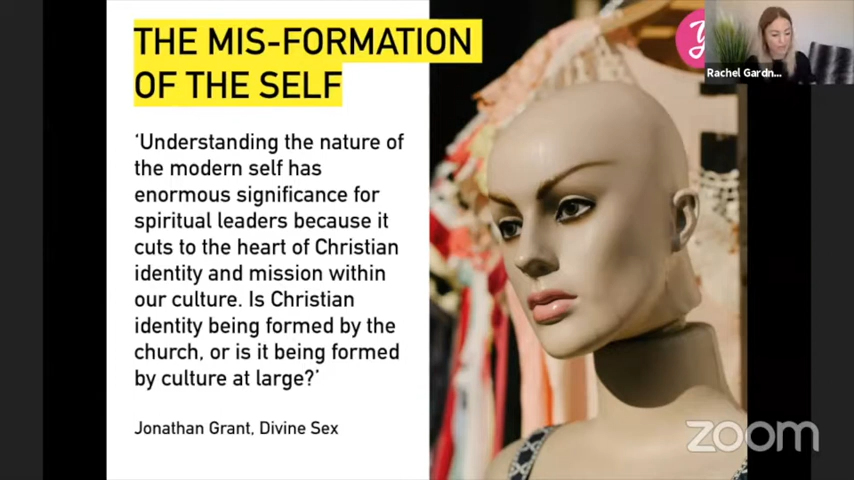 THE MIS-FORMATION
OF THE SELF
‘Understanding the nature of
the modern self has
enormous significance for
spiritual leaders because it
cuts to the heart of Christian
identity and mission within
our culture. Is Christian
identity being formed by the
church, or is it being formed
by culture at large?’
Jonathan Grant, Divine Sex
Rachel Gardn...
zoom